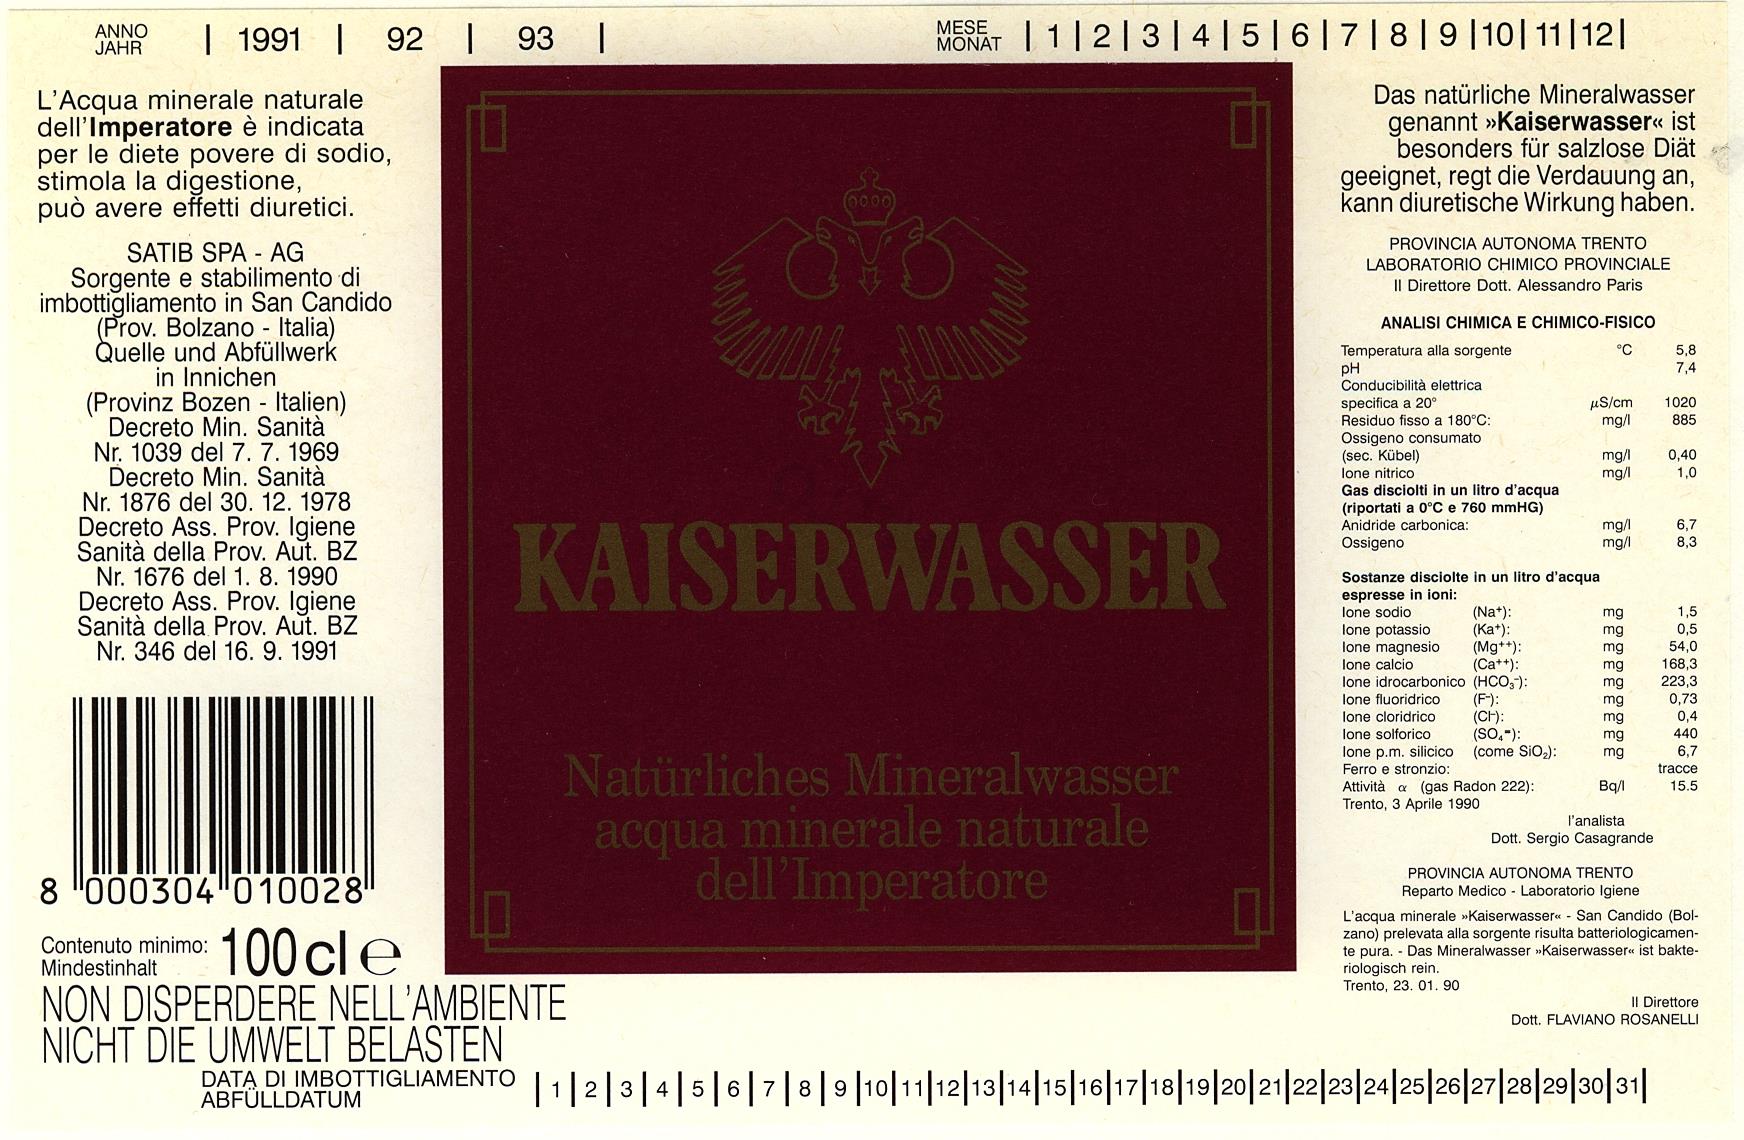 ANNO
JAHR
| 1991 | 92 | 93 |
MESE
MONAT
| 1 | 2 | 3 | 4 | 5 | 6 | 7 | 8 | 9 | 10 | 11 | 12 |
L'Acqua minerale naturale
dell'Imperatore è indicata
per le diete povere di sodio,
stimola la digestione,
può avere effetti diuretici.
SATIB SPA - AG
Sorgente e stabilimento di
imbottigliamento in San Candido
(Prov. Bolzano - Italia)
Quelle und Abfüllwerk
in Innichen
(Provinz Bozen - Italien)
Decreto Min. Sanità
Nr. 1039 del 7. 7. 1969
Decreto Min. Sanità
Nr. 1876 del 30. 12. 1978
Decreto Ass. Prov. Igiene
Sanità della Prov. Aut. BZ
Nr. 1676 del 1. 8. 1990
Decreto Ass. Prov. Igiene
Sanità della Prov. Aut. BZ
Nr. 346 del 16. 9. 1991
8 000304 010028
Contenuto minimo:
Mindestinhalt
100 cl e
NON DISPERDERE NELL'AMBIENTE
NICHT DIE UMWELT BELASTEN
KAISERWASSER
Natürliches Mineralwasser
acqua minerale naturale
dell'Imperatore
Das natürliche Mineralwasser
genannt »Kaiserwasser« ist
besonders für salzlose Diät
geeignet, regt die Verdauung an,
kann diuretische Wirkung haben.
PROVINCIA AUTONOMA TRENTO
LABORATORIO CHIMICO PROVINCIALE
Il Direttore Dott. Alessandro Paris
ANALISI CHIMICA E CHIMICO-FISICO
Temperatura alla sorgente °C 5,8
pH 7,4
Conducibilità elettrica
specifica a 20° µS/cm 1020
Residuo fisso a 180°C: mg/l 885
Ossigeno consumato
(sec. Kübel) mg/l 0,40
Ione nitrico mg/l 1,0
Gas disciolti in un litro d'acqua
(riportati a 0°C e 760 mmHG)
Anidride carbonica: mg/l 6,7
Ossigeno mg/l 8,3
Sostanze disciolte in un litro d'acqua
espresse in ioni:
Ione sodio (Na⁺): mg 1,5
Ione potassio (Ka⁺): mg 0,5
Ione magnesio (Mg⁺⁺): mg 54,0
Ione calcio (Ca⁺⁺): mg 168,3
Ione idrocarbonico (HCO₃⁻): mg 223,3
Ione fluoridrico (F⁻): mg 0,73
Ione cloridrico (Cl⁻): mg 0,4
Ione solforico (SO₄⁼): mg 440
Ione p.m. silicico (come SiO₂): mg 6,7
Ferro e stronzio: tracce
Attività α (gas Radon 222): Bq/l 15.5
Trento, 3 Aprile 1990
l'analista
Dott. Sergio Casagrande
PROVINCIA AUTONOMA TRENTO
Reparto Medico - Laboratorio Igiene
L'acqua minerale »Kaiserwasser« - San Candido (Bol-
zano) prelevata alla sorgente risulta batteriologicamen-
te pura. - Das Mineralwasser »Kaiserwasser« ist bakte-
riologisch rein.
Trento, 23. 01. 90
Il Direttore
Dott. FLAVIANO ROSANELLI
DATA DI IMBOTTIGLIAMENTO
ABFÜLLDATUM
| 1 | 2 | 3 | 4 | 5 | 6 | 7 | 8 | 9 | 10 | 11 | 12 | 13 | 14 | 15 | 16 | 17 | 18 | 19 | 20 | 21 | 22 | 23 | 24 | 25 | 26 | 27 | 28 | 29 | 30 | 31 |